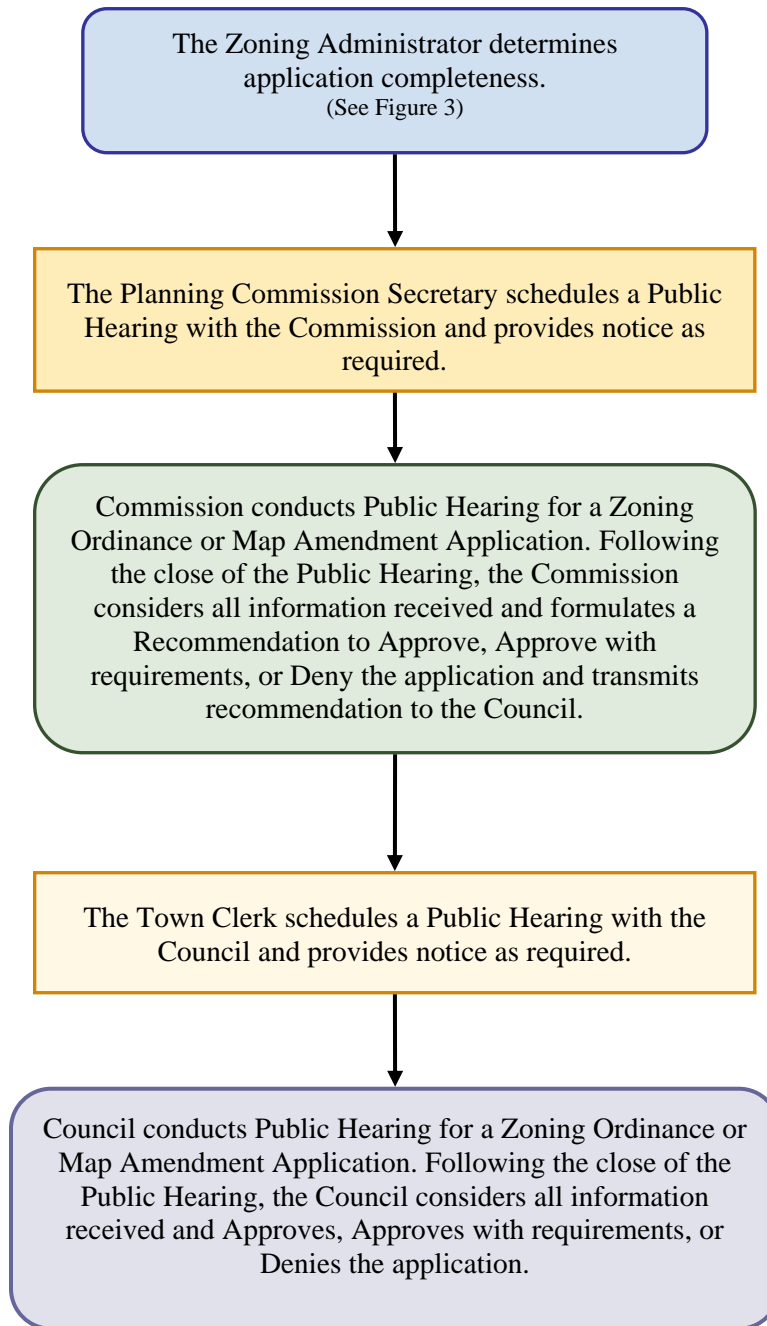 The Zoning Administrator determines
application completeness.
(See Figure 3)
The Planning Commission Secretary schedules a Public
Hearing with the Commission and provides notice as
required.
Commission conducts Public Hearing for a Zoning
Ordinance or Map Amendment Application. Following
the close of the Public Hearing, the Commission
considers all information received and formulates a
Recommendation to Approve, Approve with
requirements, or Deny the application and transmits
recommendation to the Council.
The Town Clerk schedules a Public Hearing with the
Council and provides notice as required.
Council conducts Public Hearing for a Zoning Ordinance or
Map Amendment Application. Following the close of the
Public Hearing, the Council considers all information
received and Approves, Approves with requirements, or
Denies the application.